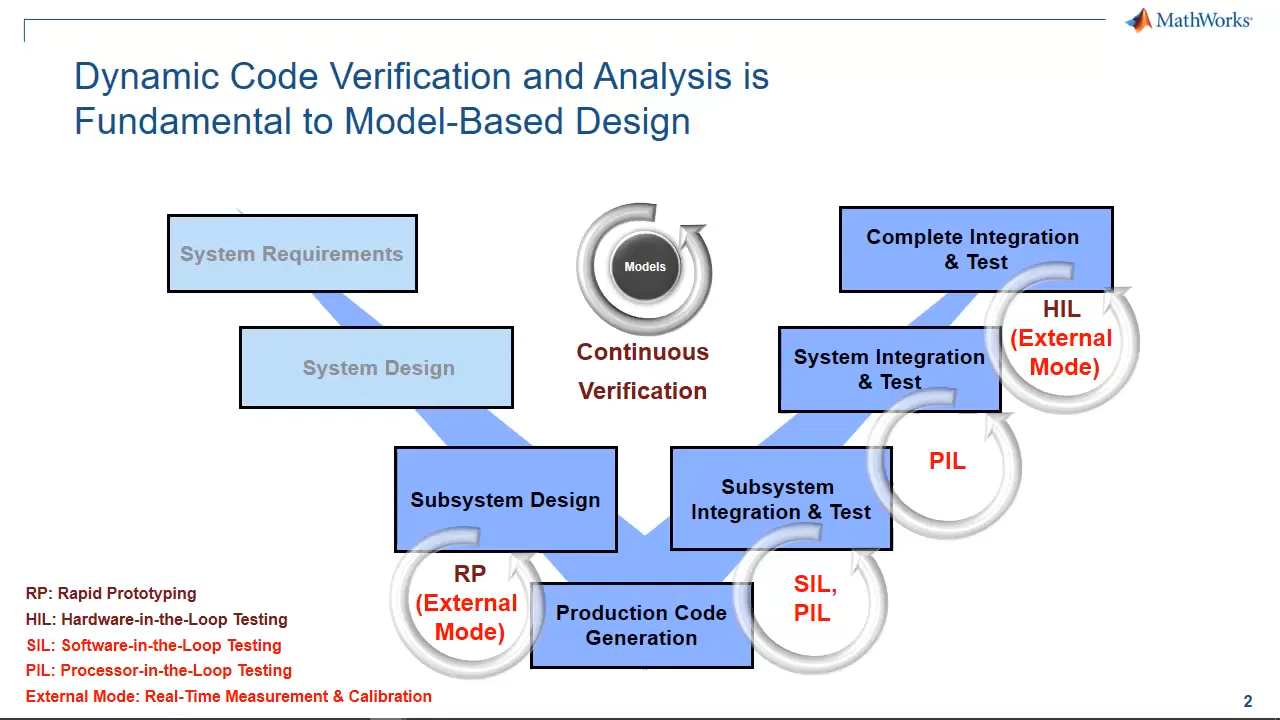 MathWorks
Dynamic Code Verification and Analysis is
Fundamental to Model-Based Design
System Requirements
System Design
Subsystem Design
RP
(External
Mode)
Production Code
Generation
Models
Continuous
Verification
Complete Integration
& Test
HIL
(External
Mode)
System Integration
& Test
PIL
Subsystem
Integration & Test
SIL,
PIL
RP: Rapid Prototyping
HIL: Hardware-in-the-Loop Testing
SIL: Software-in-the-Loop Testing
PIL: Processor-in-the-Loop Testing
External Mode: Real-Time Measurement & Calibration
2